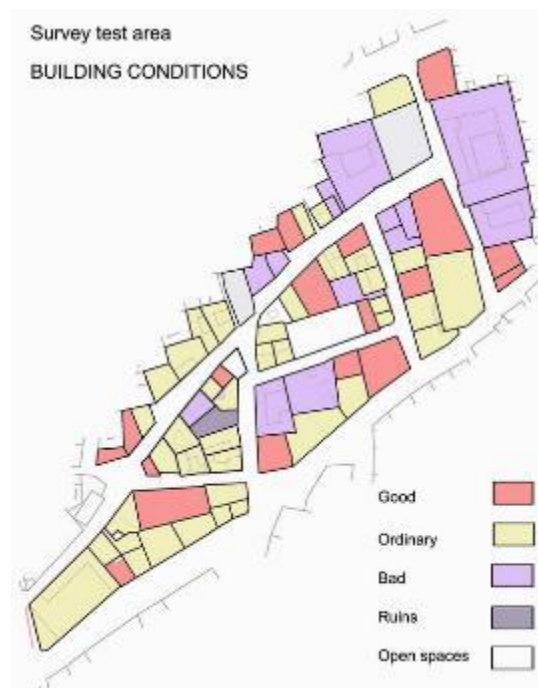 Survey test area
BUILDING CONDITIONS
Good
Ordinary
Bad
Ruins
Open spaces